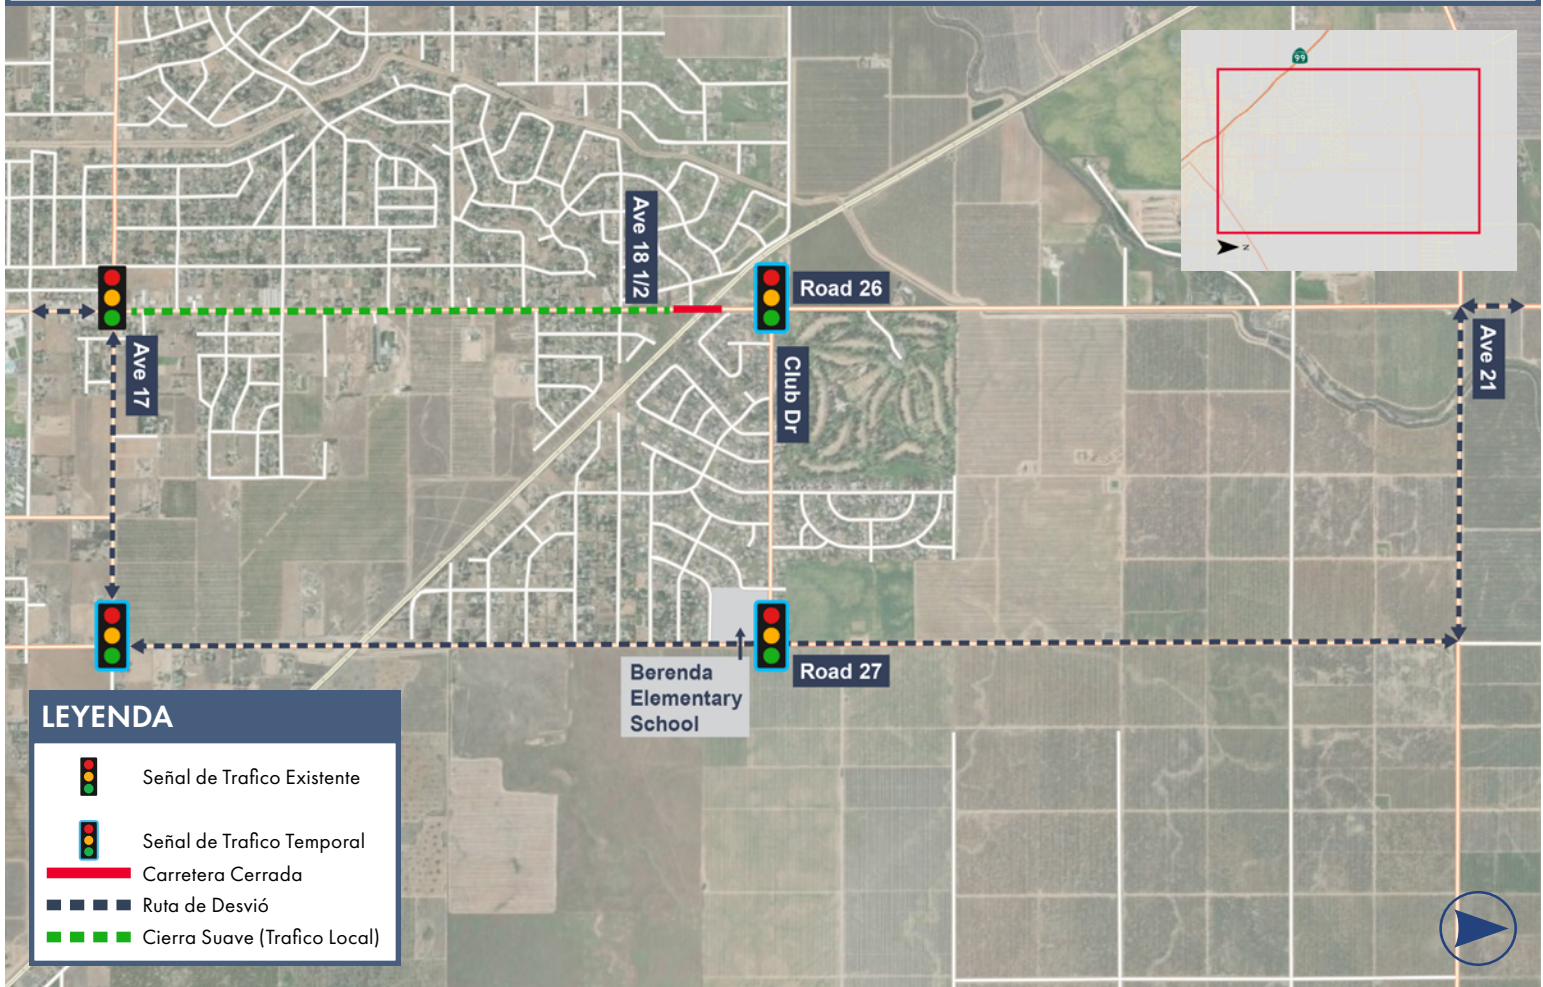 99
N
Ave 18 1/2
Road 26
Ave 17
Club Dr
Ave 21
Berenda
Elementary
School
Road 27
LEYENDA
Señal de Trafico Existente
Señal de Trafico Temporal
Carretera Cerrada
Ruta de Desvió
Cierra Suave (Trafico Local)